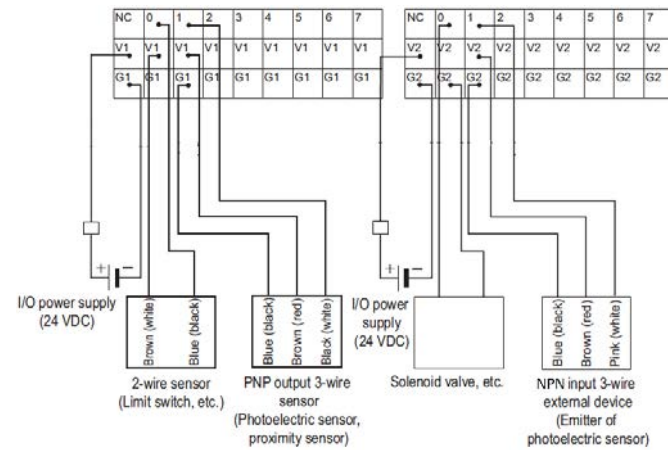 NC 0 1 2 3 4 5 6 7
V1 V1 V1 V1 V1 V1 V1 V1 V1
G1 G1 G1 G1 G1 G1 G1 G1 G1
NC 0 1 2 3 4 5 6 7
V2 V2 V2 V2 V2 V2 V2 V2 V2
G2 G2 G2 G2 G2 G2 G2 G2 G2
+ −
I/O power supply
(24 VDC)
Brown (white)
Blue (black)
2-wire sensor
(Limit switch, etc.)
Blue (black)
Brown (red)
Black (white)
PNP output 3-wire
sensor
(Photoelectric sensor,
proximity sensor)
+ −
I/O power
supply
(24 VDC)
Solenoid valve, etc.
Blue (black)
Brown (red)
Pink (white)
NPN input 3-wire
external device
(Emitter of
photoelectric sensor)